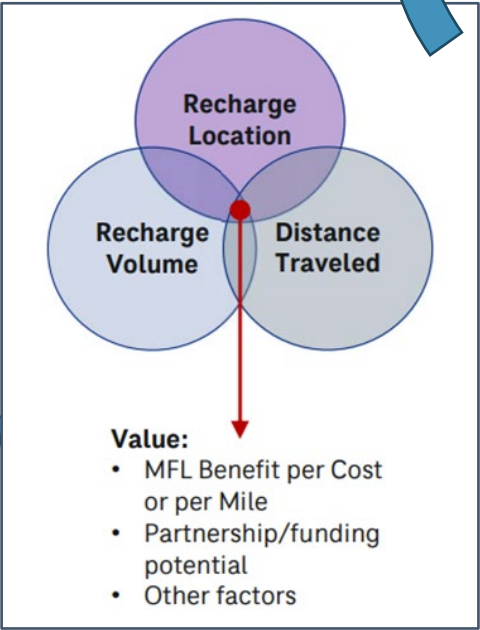 Recharge
Location
Recharge
Volume
Distance
Traveled
Value:
• MFL Benefit per Cost
or per Mile
• Partnership/funding
potential
• Other factors